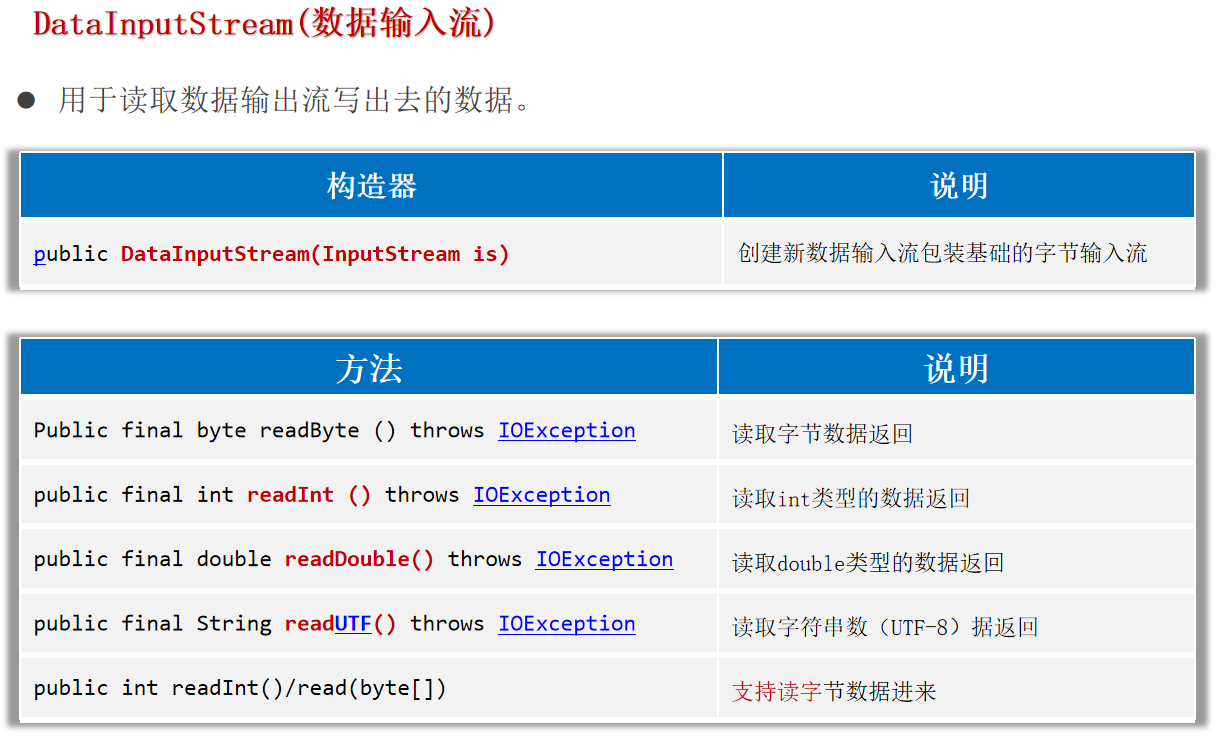 DataInputStream(数据输入流)
● 用于读取数据输出流写出去的数据。
构造器 说明
public DataInputStream(InputStream is) 创建新数据输入流包装基础的字节输入流
方法 说明
Public final byte readByte () throws IOException 读取字节数据返回
public final int readInt () throws IOException 读取int类型的数据返回
public final double readDouble() throws IOException 读取double类型的数据返回
public final String readUTF() throws IOException 读取字符串数（UTF-8）据返回
public int readInt()/read(byte[]) 支持读字节数据进来